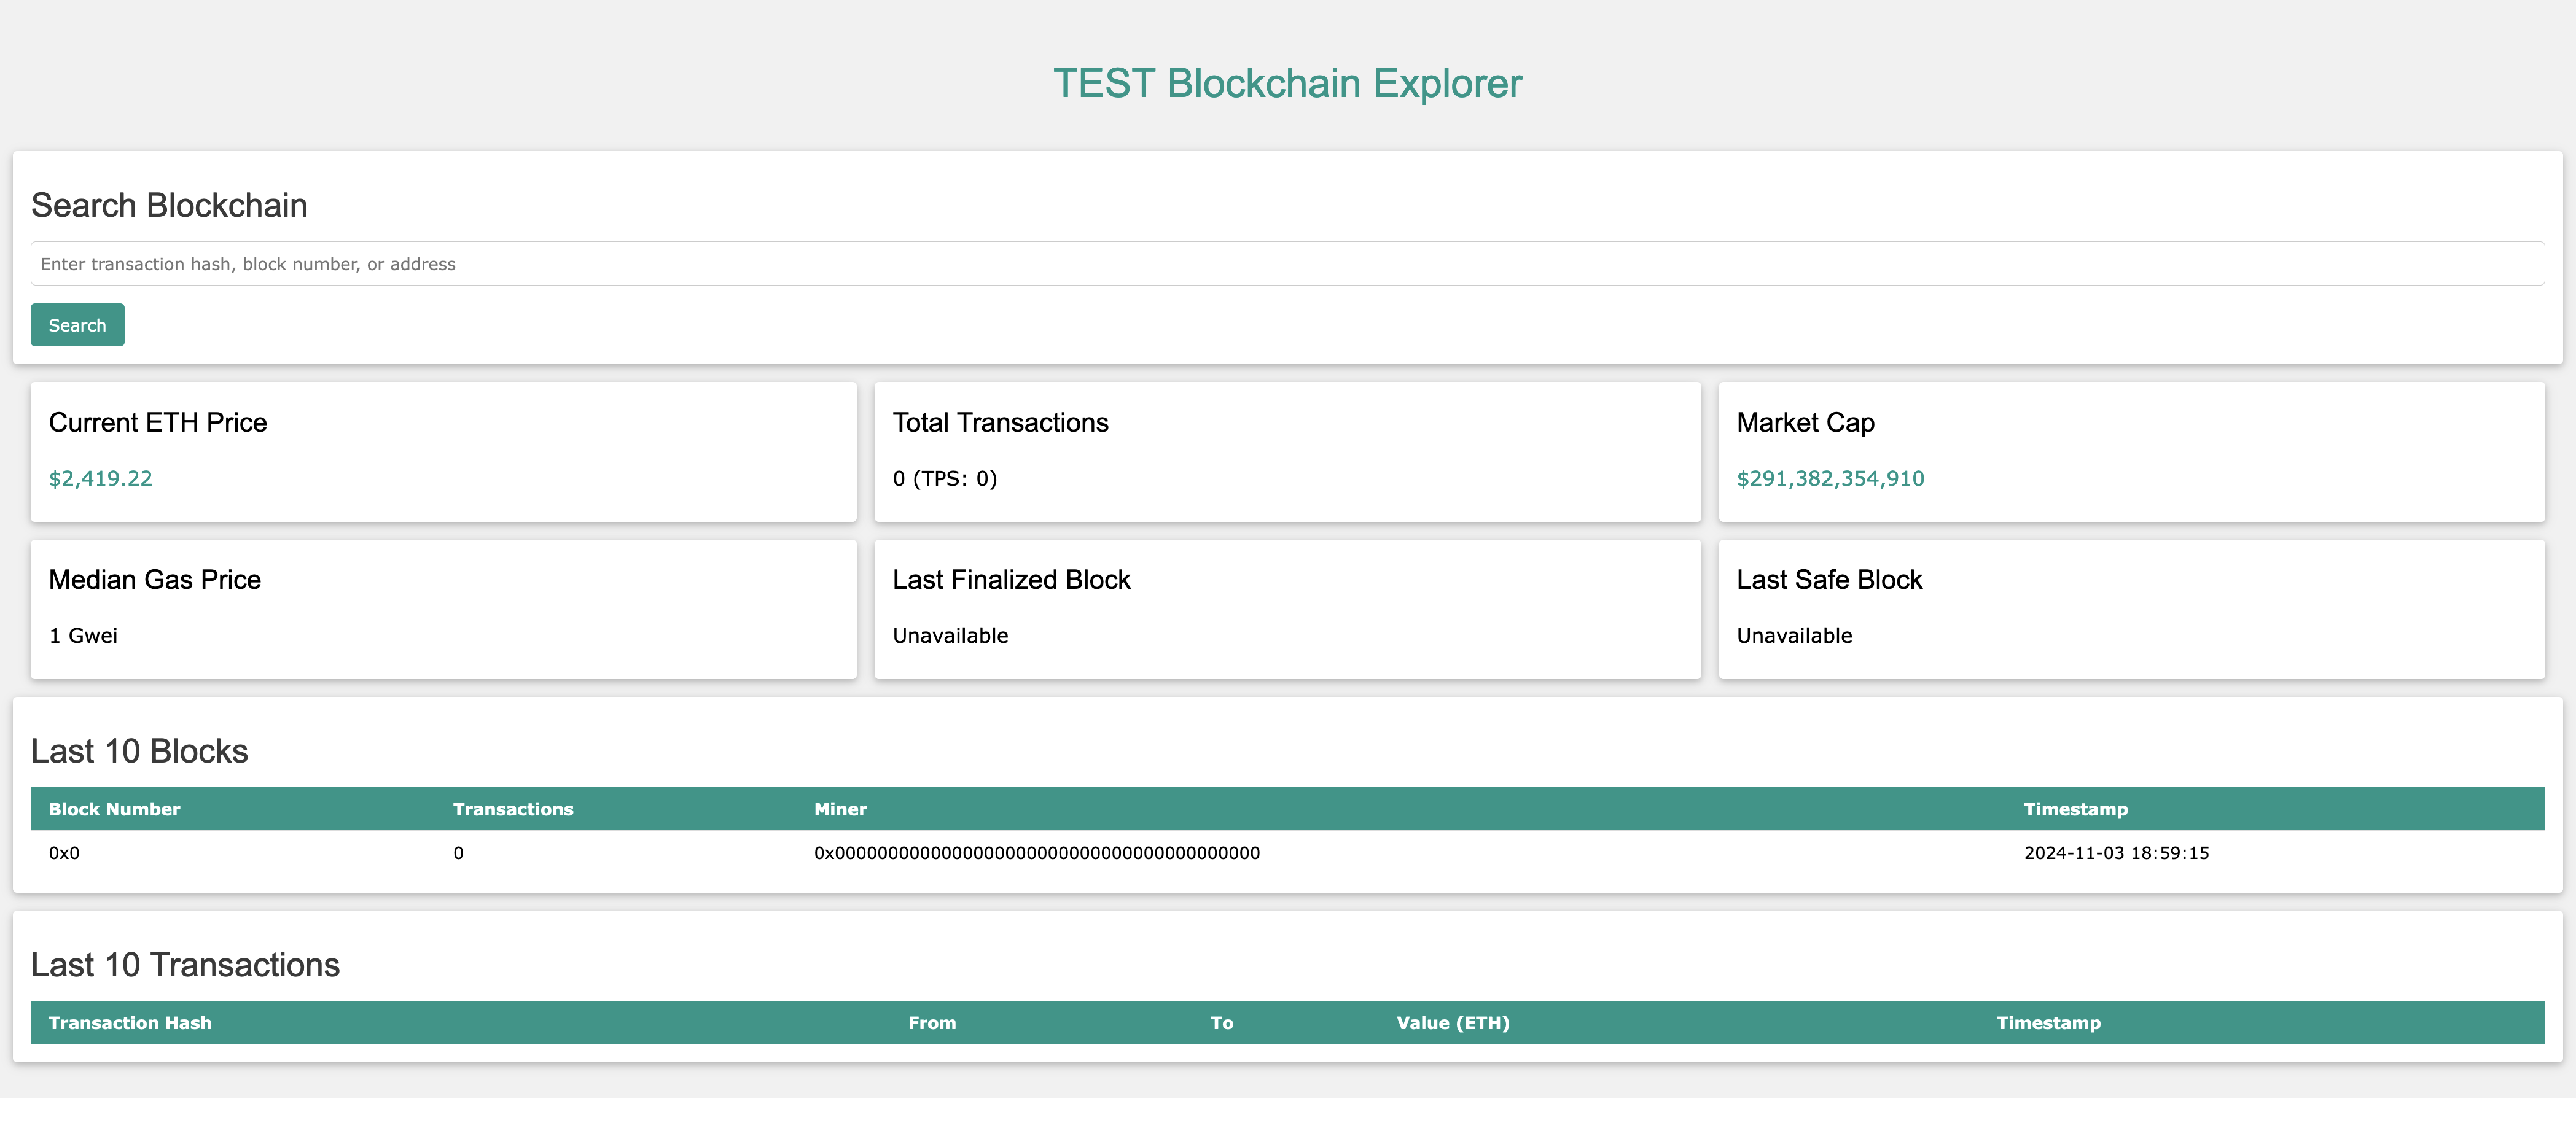 TEST Blockchain Explorer
Search Blockchain
Enter transaction hash, block number, or address
Search
Current ETH Price
$2,419.22
Total Transactions
0 (TPS: 0)
Market Cap
$291,382,354,910
Median Gas Price
1 Gwei
Last Finalized Block
Unavailable
Last Safe Block
Unavailable
Last 10 Blocks
Block Number Transactions Miner Timestamp
0x0 0 0x0000000000000000000000000000000000000000 2024-11-03 18:59:15
Last 10 Transactions
Transaction Hash From To Value (ETH) Timestamp